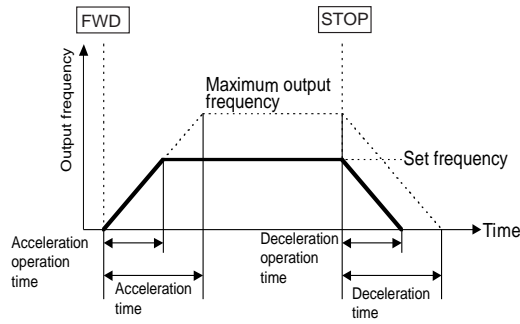 FWD
STOP
Output frequency
Maximum output
frequency
Set frequency
Time
Acceleration
operation
time
Deceleration
operation
time
Acceleration
time
Deceleration
time